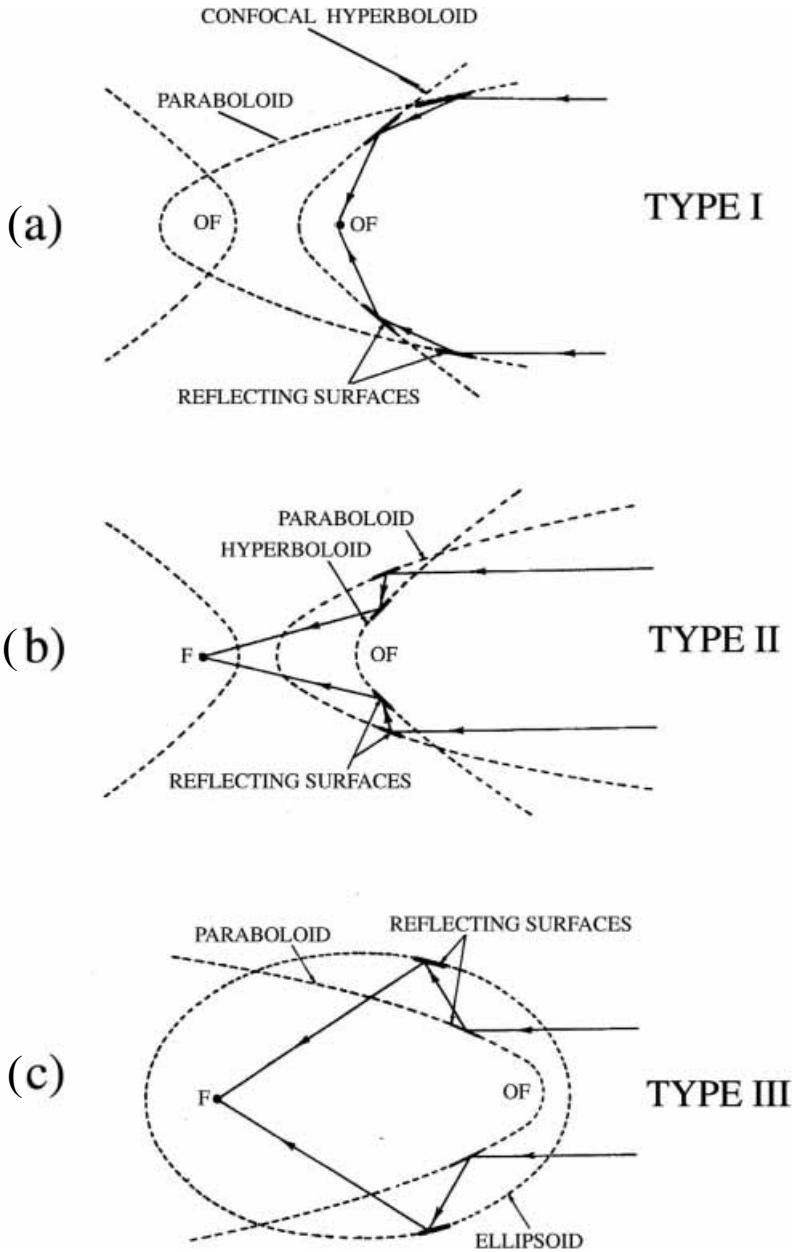 CONFOCAL HYPERBOLOID
PARABOLOID
(a)
OF
OF
TYPE I
REFLECTING SURFACES
PARABOLOID
HYPERBOLOID
(b)
F
OF
TYPE II
REFLECTING SURFACES
REFLECTING SURFACES
PARABOLOID
(c)
F
OF
TYPE III
ELLIPSOID